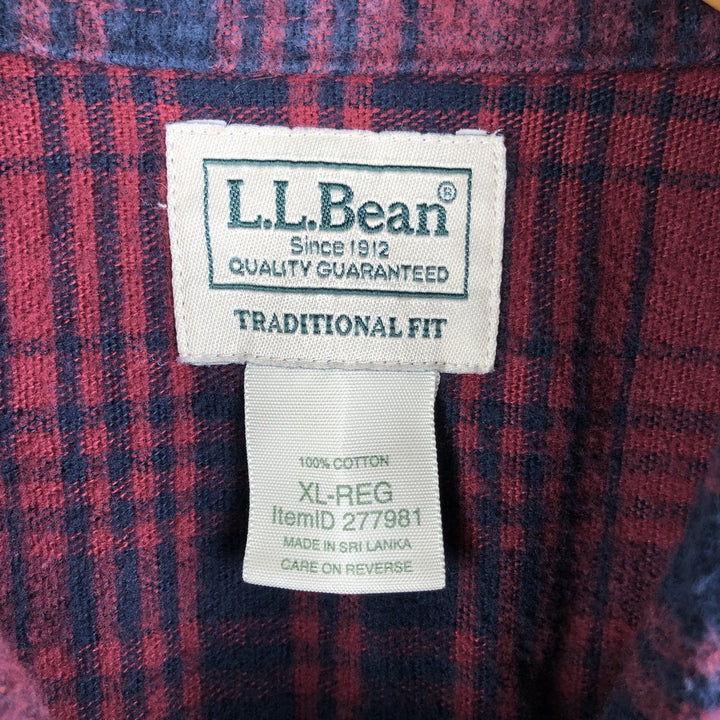 L.L.Bean®
Since 1912
QUALITY GUARANTEED
TRADITIONAL FIT
100% COTTON
XL-REG
ItemID 277981
MADE IN SRI LANKA
CARE ON REVERSE